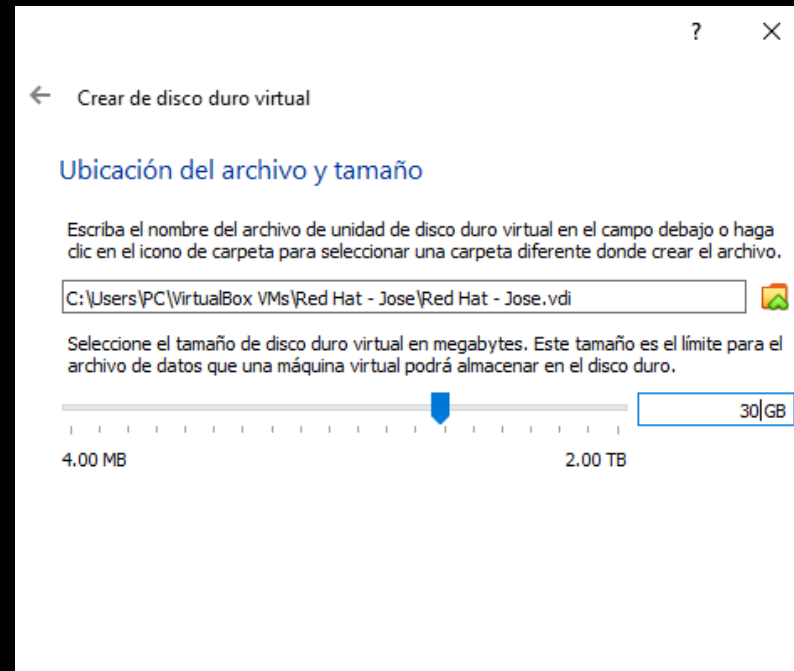 ?
Crear de disco duro virtual
Ubicación del archivo y tamaño
Escriba el nombre del archivo de unidad de disco duro virtual en el campo debajo o haga
clic en el icono de carpeta para seleccionar una carpeta diferente donde crear el archivo.
C:\Users\PC\VirtualBox VMs\Red Hat - Jose\Red Hat - Jose.vdi
Seleccione el tamaño de disco duro virtual en megabytes. Este tamaño es el límite para el
archivo de datos que una máquina virtual podrá almacenar en el disco duro.
30 GB
4.00 MB 2.00 TB